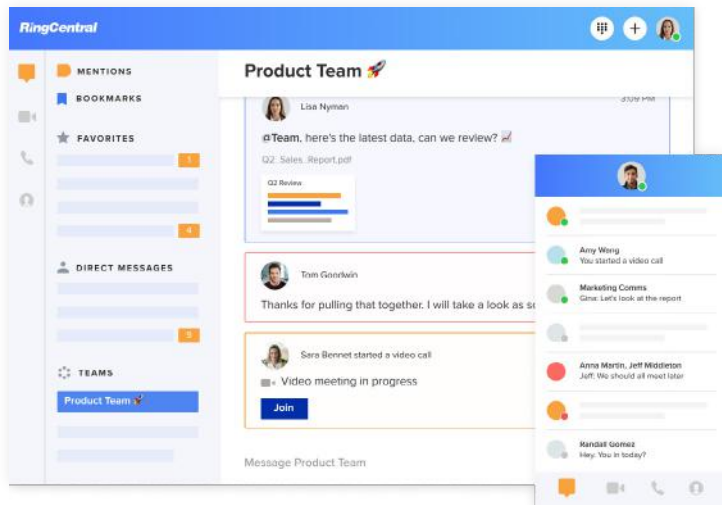 RingCentral
MENTIONS
BOOKMARKS
FAVORITES
1
4
DIRECT MESSAGES
5
TEAMS
Product Team 🚀
Product Team 🚀
Lisa Nyman
3:09 PM
@Team, here's the latest data, can we review? 📈
Q2_Sales_Report.pdf
Q2 Review
Tom Goodwin
Thanks for pulling that together. I will take a look as
Sara Bennet started a video call
Video meeting in progress
Join
Message Product Team
Amy Wong
You started a video call
Marketing Comms
Gina: Let's look at the report
Anna Martin, Jeff Middleton
Jeff: We should all meet later
Randall Gomez
Hey: You in today?